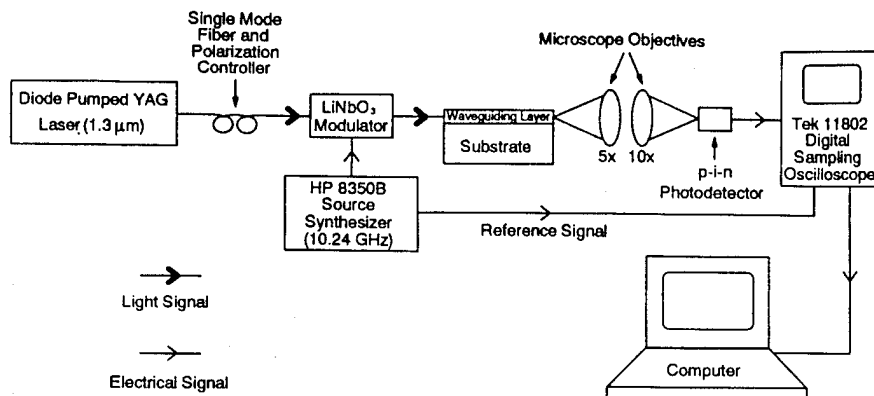 Single Mode
Fiber and
Polarization
Controller
Diode Pumped YAG
Laser (1.3 μm)
LiNbO₃
Modulator
HP 8350B
Source
Synthesizer
(10.24 GHz)
Waveguiding Layer
Substrate
Microscope Objectives
5x
10x
p-i-n
Photodetector
Tek 11802
Digital
Sampling
Oscilloscope
Reference Signal
Light Signal
Electrical Signal
Computer